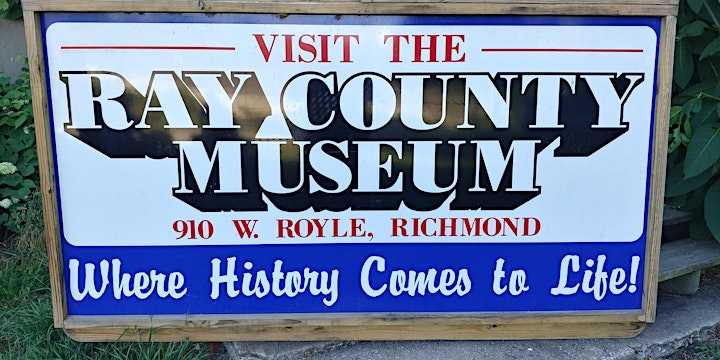 VISIT THE
RAY COUNTY
MUSEUM
910 W. ROYLE, RICHMOND
Where History Comes to Life!